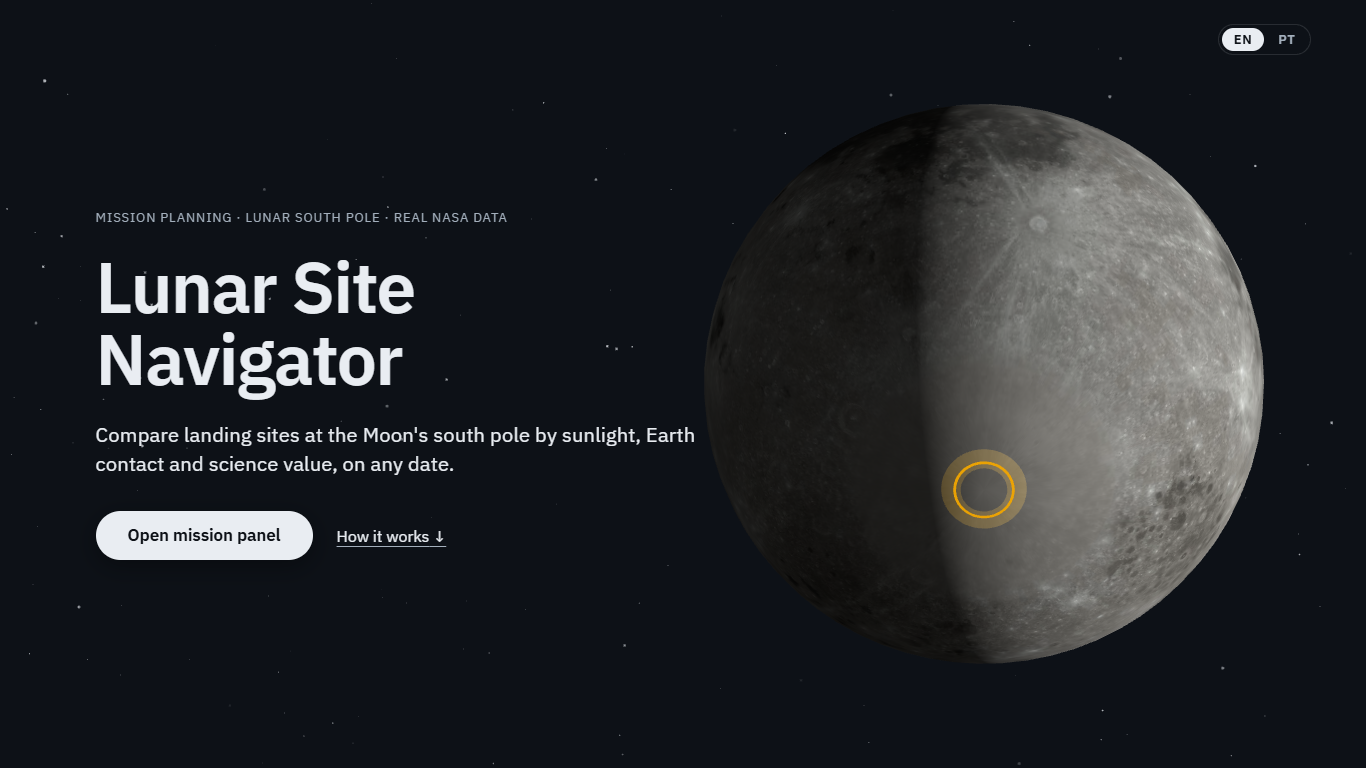 EN PT
MISSION PLANNING · LUNAR SOUTH POLE · REAL NASA DATA
Lunar Site
Navigator
Compare landing sites at the Moon's south pole by sunlight, Earth
contact and science value, on any date.
Open mission panel How it works ↓